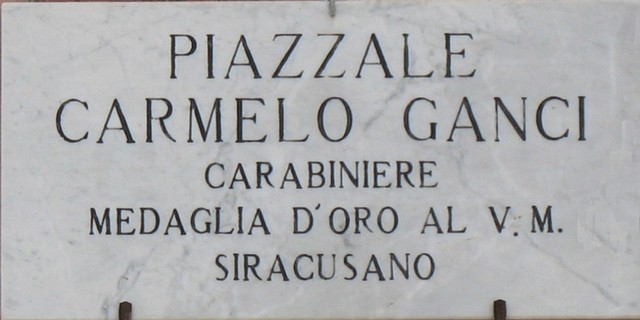 PIAZZALE
CARMELO GANCI
CARABINIERE
MEDAGLIA D'ORO AL V. M.
SIRACUSANO